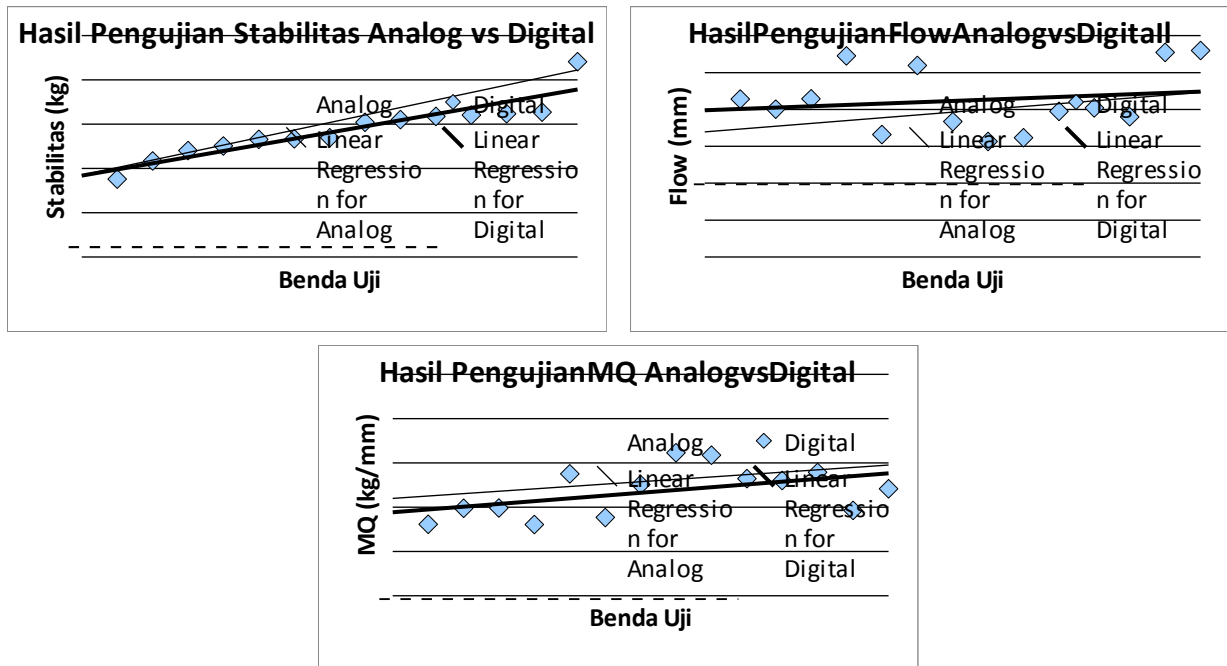 Hasil Pengujian Stabilitas Analog vs Digital
Stabilitas (kg)
Analog Digital
Linear Linear
Regressio Regressio
n for n for
Analog Digital
Benda Uji
HasilPengujianFlowAnalogvsDigitalIl
Flow (mm)
Analog Digital
Linear Linear
Regressio Regressio
n for n for
Analog Digital
Benda Uji
Hasil PengujianMQ AnalogvsDigital
MQ (kg/mm)
Analog Digital
Linear Linear
Regressio Regressio
n for n for
Analog Digital
Benda Uji